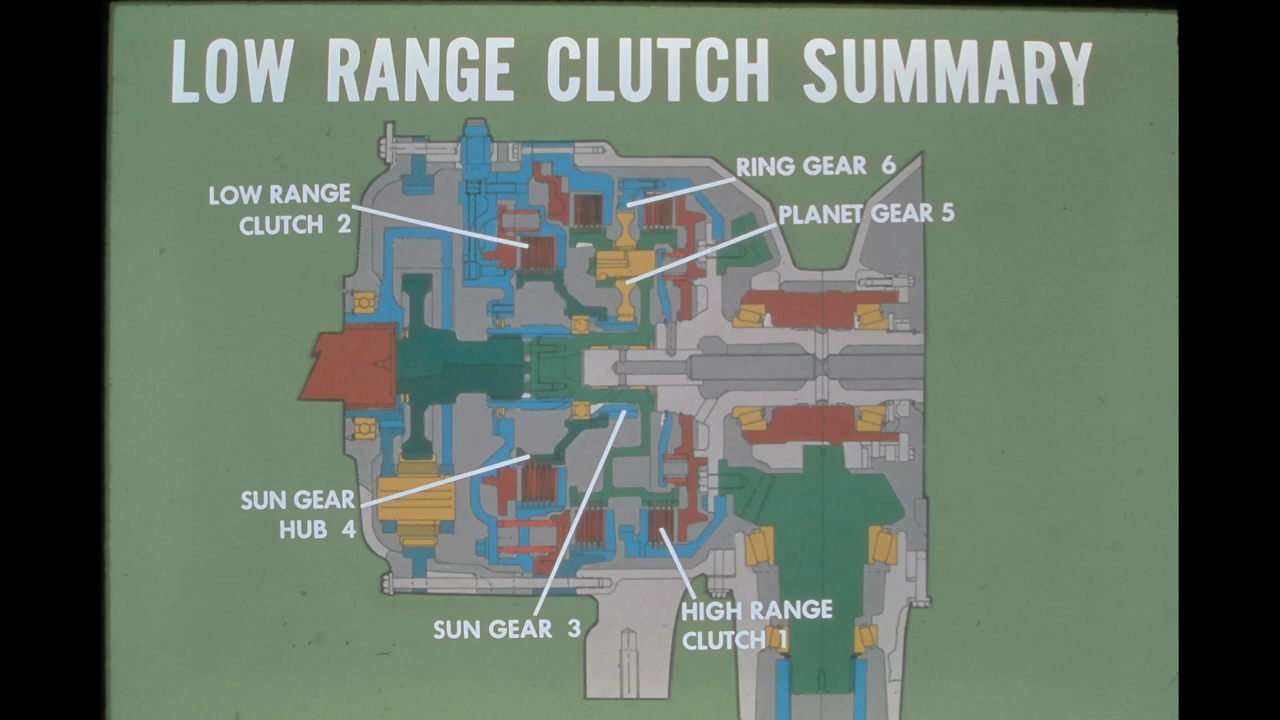 LOW RANGE CLUTCH SUMMARY
RING GEAR 6
LOW RANGE
CLUTCH 2
PLANET GEAR 5
SUN GEAR
HUB 4
SUN GEAR 3
HIGH RANGE
CLUTCH 1